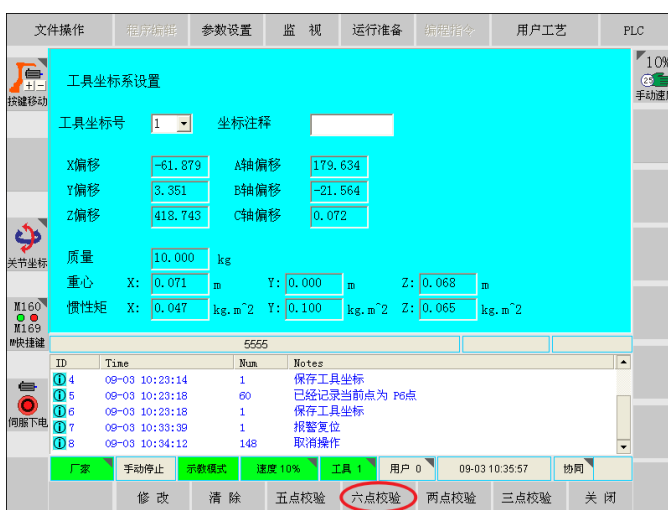 文件操作 程序编辑 参数设置 监 视 运行准备 编程指令 用户工艺 PLC
按键移动
10%
手动速度
工具坐标系设置
工具坐标号 1 坐标注释
X偏移 -61.879 A轴偏移 179.634
Y偏移 3.351 B轴偏移 -21.564
Z偏移 418.743 C轴偏移 0.072
关节坐标
质量 10.000 kg
重心 X: 0.071 m Y: 0.000 m Z: 0.068 m
惯性矩 X: 0.047 kg.m^2 Y: 0.100 kg.m^2 Z: 0.065 kg.m^2
M160
M169
M快捷键
5555
ID Time Num Notes
4 09-03 10:23:14 1 保存工具坐标
5 09-03 10:23:18 60 已经记录当前点为 P6点
6 09-03 10:23:18 1 保存工具坐标
7 09-03 10:33:39 1 报警复位
8 09-03 10:34:12 148 取消操作
伺服下电
厂家 手动停止 示教模式 速度 10% 工具 1 用户 0 09-03 10:35:57 协同
修 改 清 除 五点校验 六点校验 两点校验 三点校验 关 闭